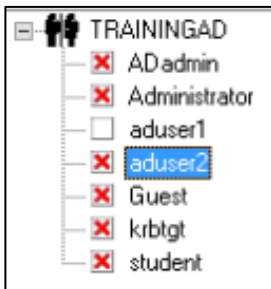 TRAININGAD
ADadmin
Administrator
aduser1
aduser2
Guest
krbtgt
student